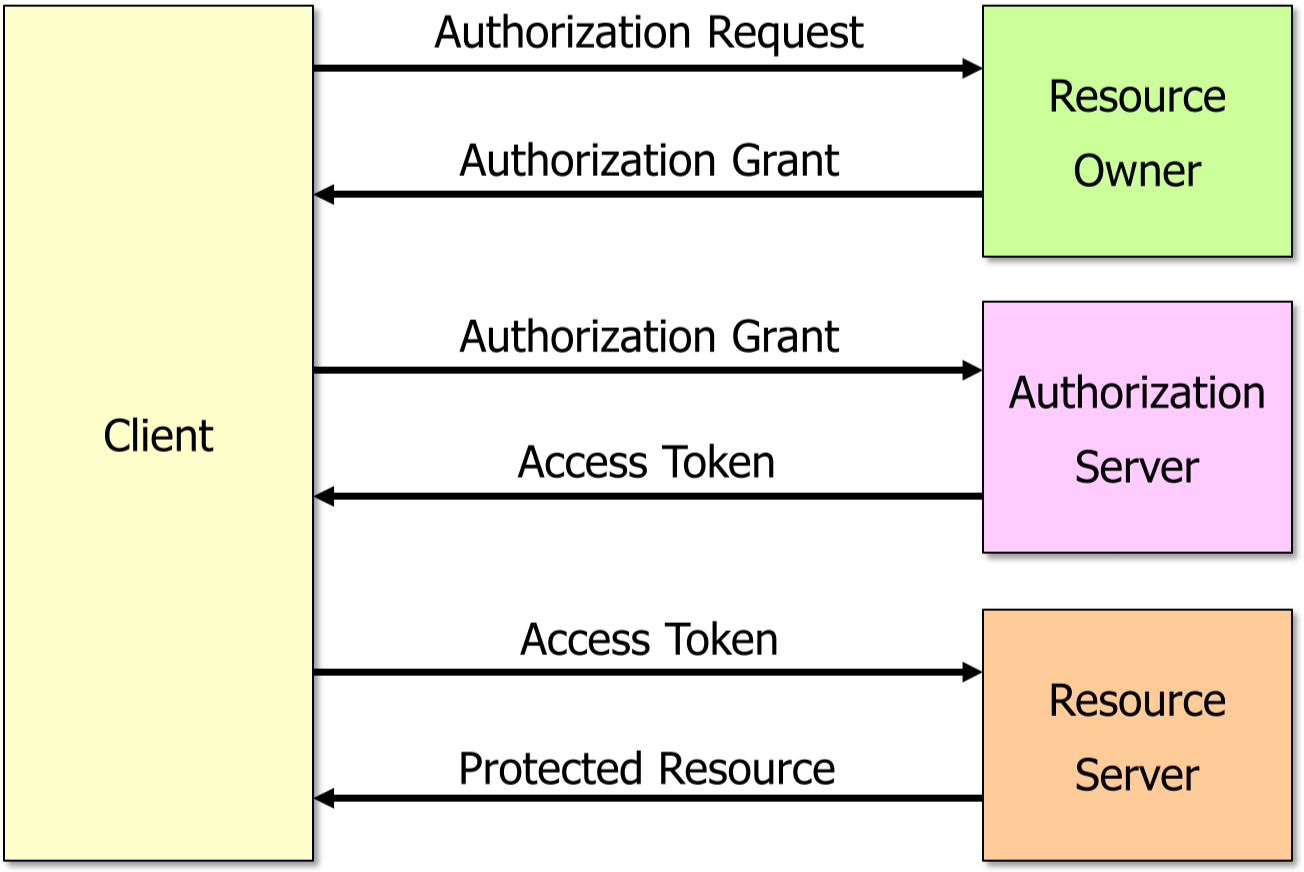 Authorization Request
Resource
Owner
Authorization Grant
Authorization Grant
Authorization
Server
Client
Access Token
Access Token
Resource
Server
Protected Resource